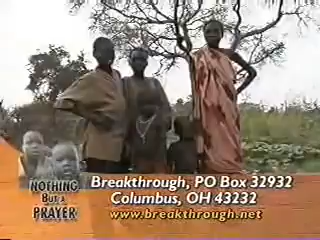 NOTHING
But A
PRAYER
Breakthrough, PO Box 32932
Columbus, OH 43232
www.breakthrough.net